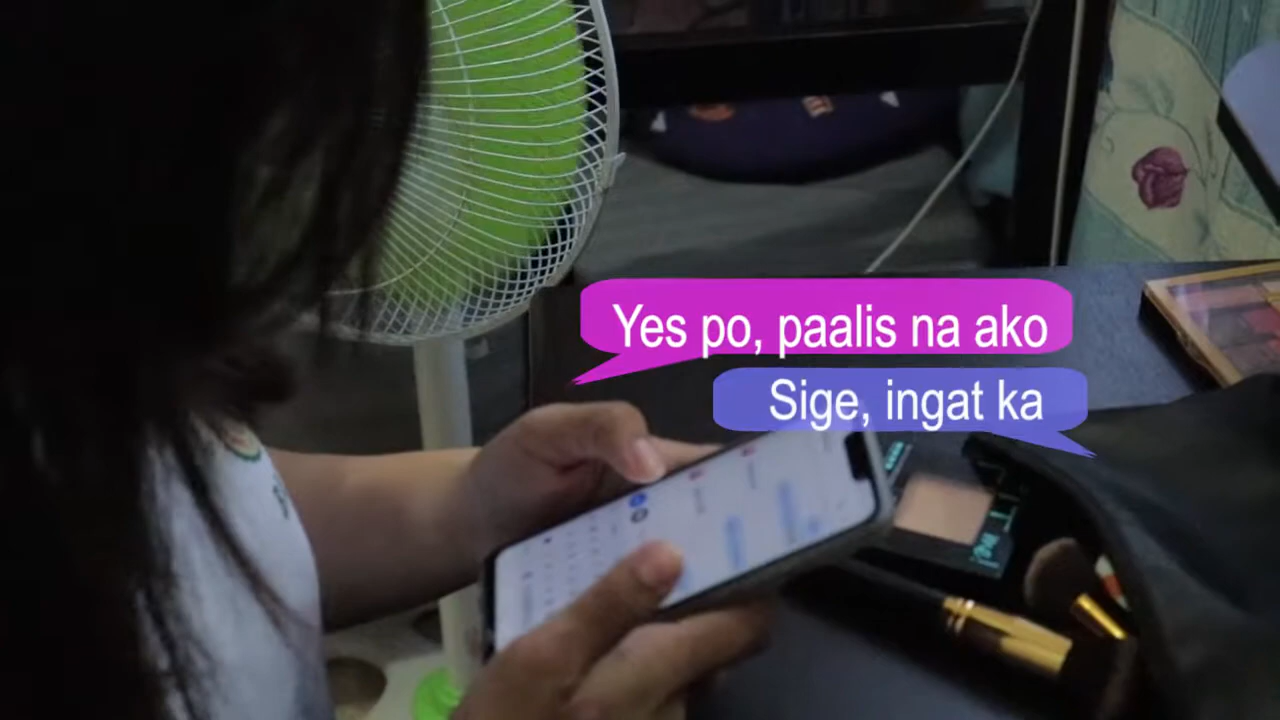 Yes po, paalis na ako
Sige, ingat ka